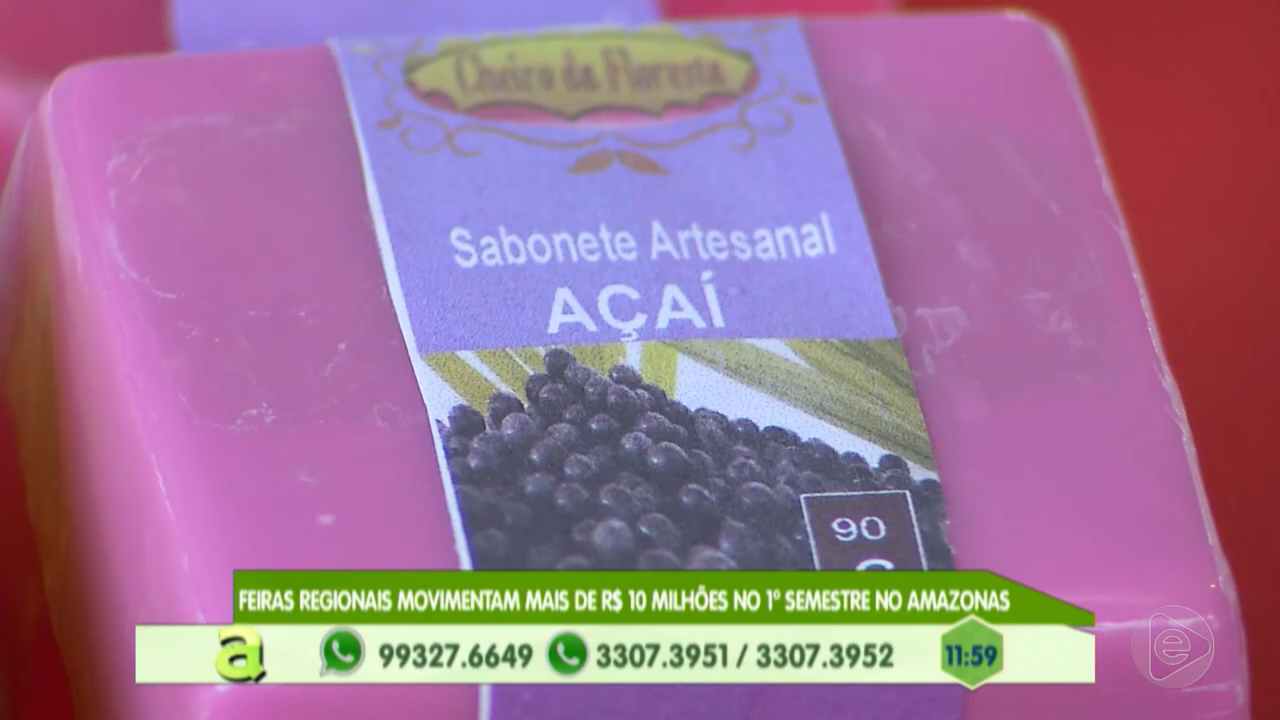 Cheiro da Floresta
Sabonete Artesanal
AÇAÍ
90
FEIRAS REGIONAIS MOVIMENTAM MAIS DE R$ 10 MILHÕES NO 1º SEMESTRE NO AMAZONAS
a 99327.6649 3307.3951 / 3307.3952 11:59
e